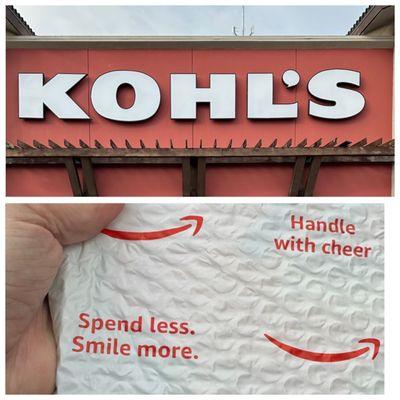 KOHL'S
Handle
with cheer
Spend less.
Smile more.